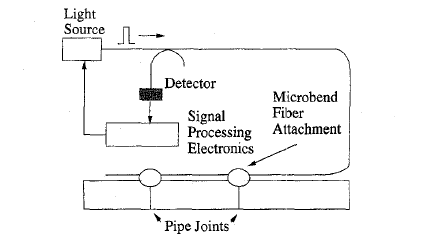 Light
Source
Detector
Signal
Processing
Electronics
Microbend
Fiber
Attachment
Pipe Joints